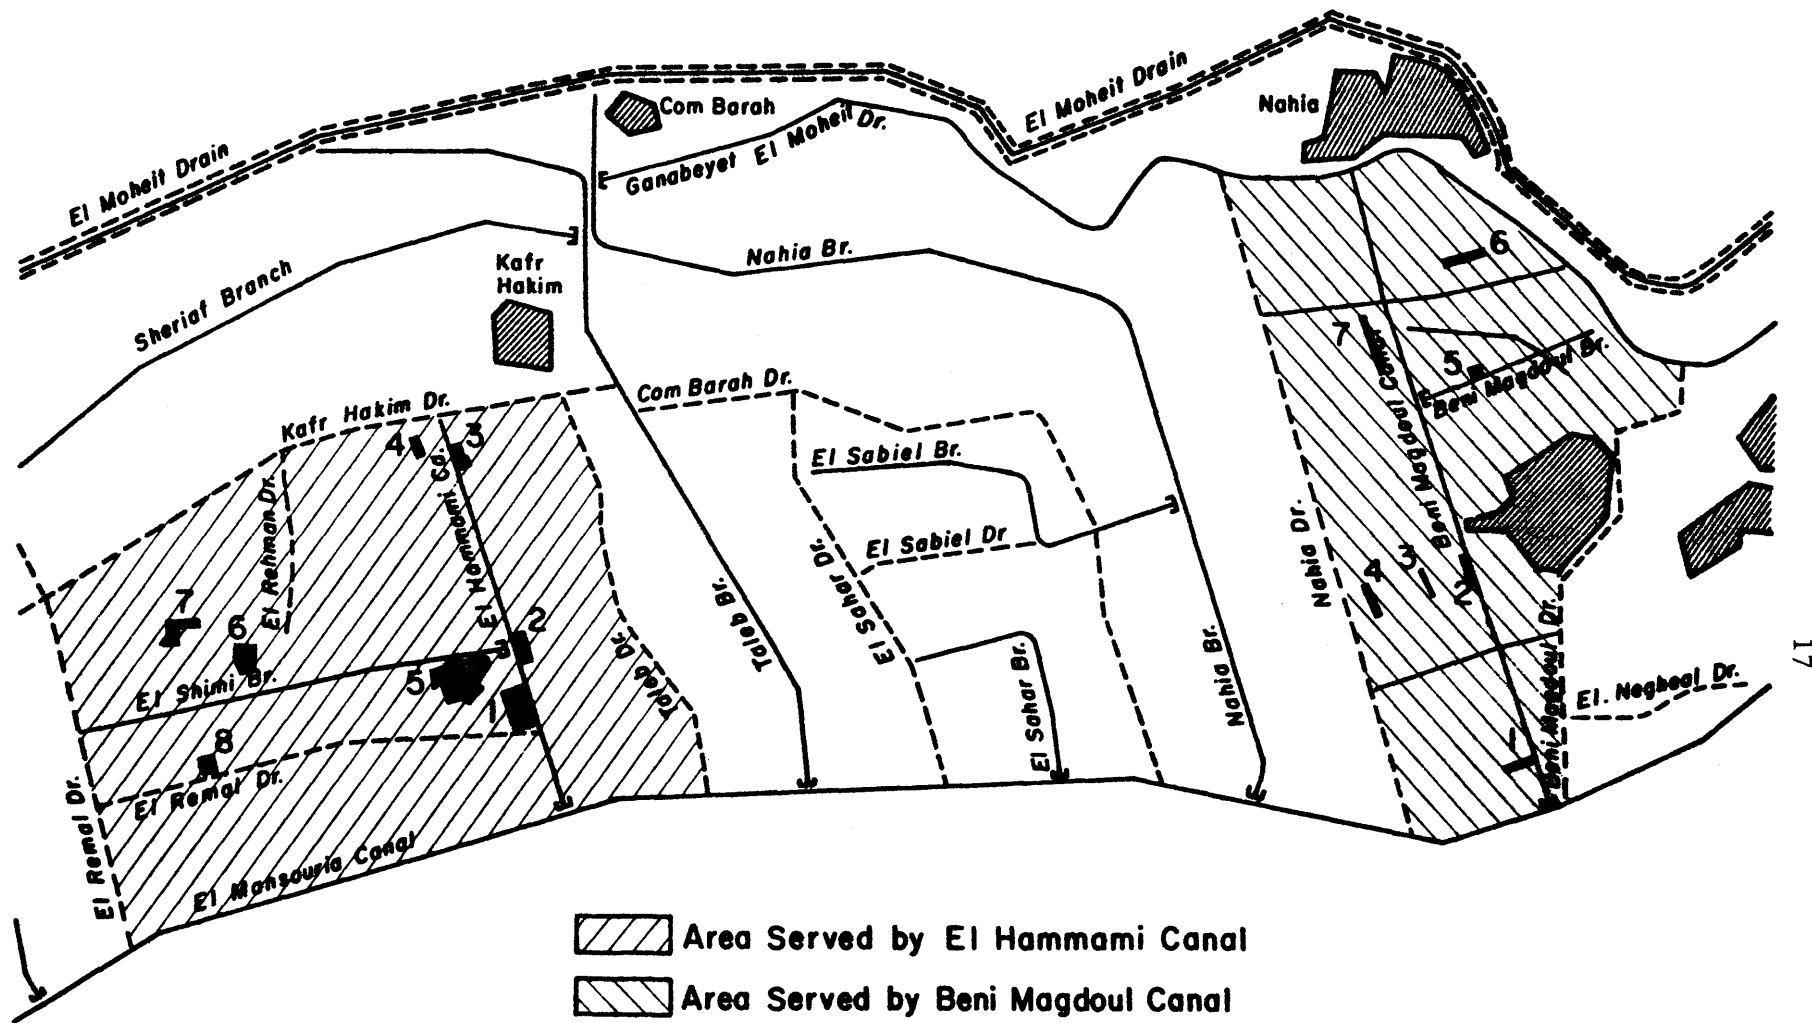 El Moheit Drain
Nahia
Com Barah
El Moheit Drain
Ganabeyet El Moheit Dr.
6
Nahia Br.
Kafr
Hakim
Sheriaf Branch
7
5
Beni Magdoul Br.
Com Barah Dr.
Kafr Hakim Dr.
4
3
El Sabiel Br.
Beni Magdoul Canal
El Rehman Dr.
El Hammami Ca.
El Sabiel Dr
Nahia Dr.
4
3
2
7
6
2
El Sahar Dr.
Taleb Br.
Taleb Dr.
El Shimi Br.
5
1
El Sahar Br.
Nahia Br.
Beni Magdoul Dr.
El. Negheal Dr.
17
8
1
El Remal Dr.
El Remal Dr.
El Mansouria Canal
Area Served by El Hammami Canal
Area Served by Beni Magdoul Canal